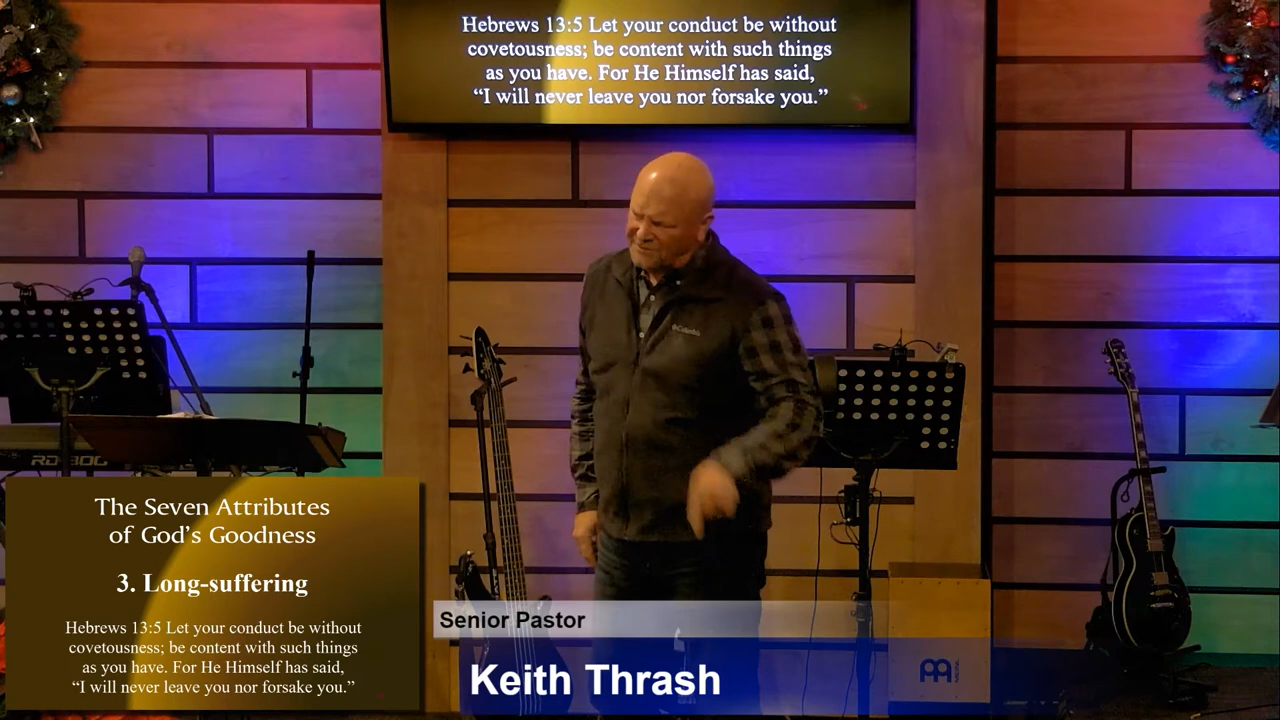 Hebrews 13:5 Let your conduct be without
covetousness; be content with such things
as you have. For He Himself has said,
“I will never leave you nor forsake you.”
Columbia
RD-800
The Seven Attributes
of God’s Goodness
3. Long-suffering
Hebrews 13:5 Let your conduct be without
covetousness; be content with such things
as you have. For He Himself has said,
“I will never leave you nor forsake you.”
Senior Pastor
Keith Thrash
MEINL